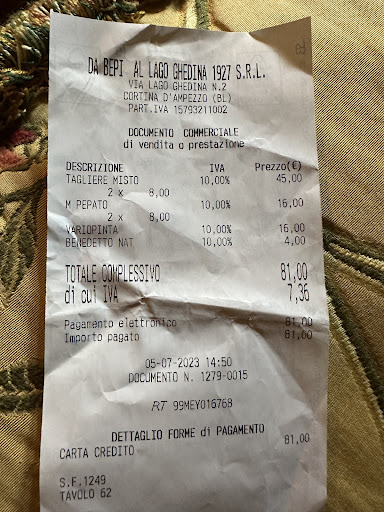 DA BEPI AL LAGO GHEDINA 1927 S.R.L.
VIA LAGO GHEDINA N.2
CORTINA D'AMPEZZO (BL)
PART.IVA 15793211002
DOCUMENTO COMMERCIALE
di vendita o prestazione
DESCRIZIONE IVA Prezzo(€)
TAGLIERE MISTO 10,00% 45,00
2 x 8,00
M PEPATO 10,00% 16,00
2 x 8,00
VARIOPINTA 10,00% 16,00
BENEDETTO NAT 10,00% 4,00
TOTALE COMPLESSIVO 81,00
di cui IVA 7,36
Pagamento elettronico 81,00
Importo pagato 81,00
05-07-2023 14:50
DOCUMENTO N. 1279-0015
RT 99MEY016768
DETTAGLIO FORME di PAGAMENTO
CARTA CREDITO 81,00
S.F.1249
TAVOLO 62